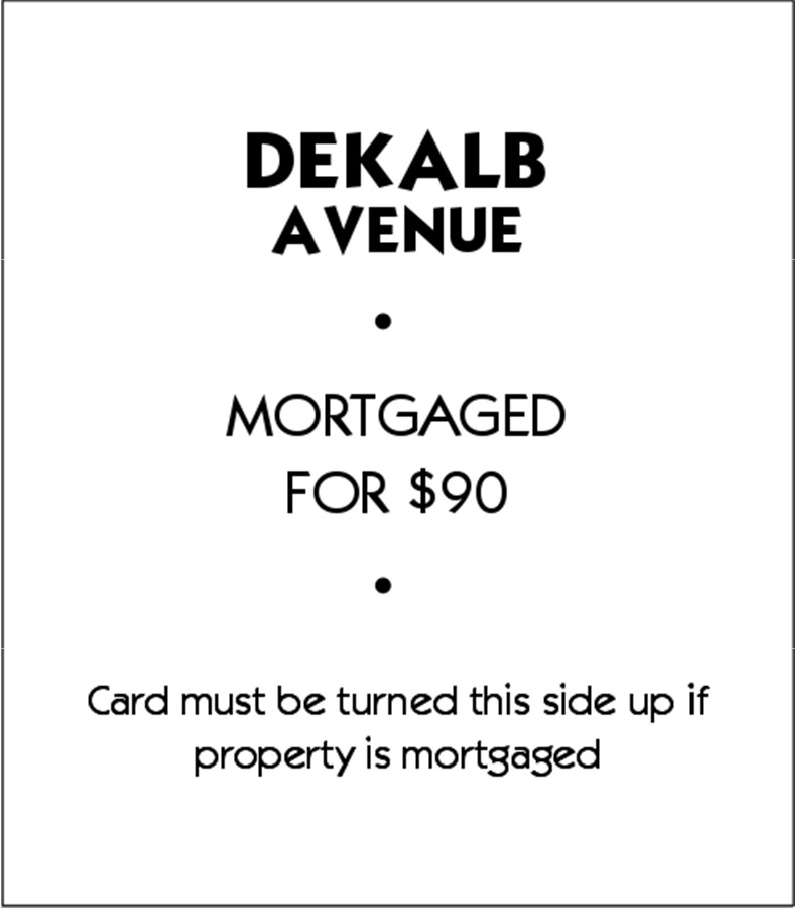 DEKALB
AVENUE
•
MORTGAGED
FOR $90
•
Card must be turned this side up if
property is mortgaged